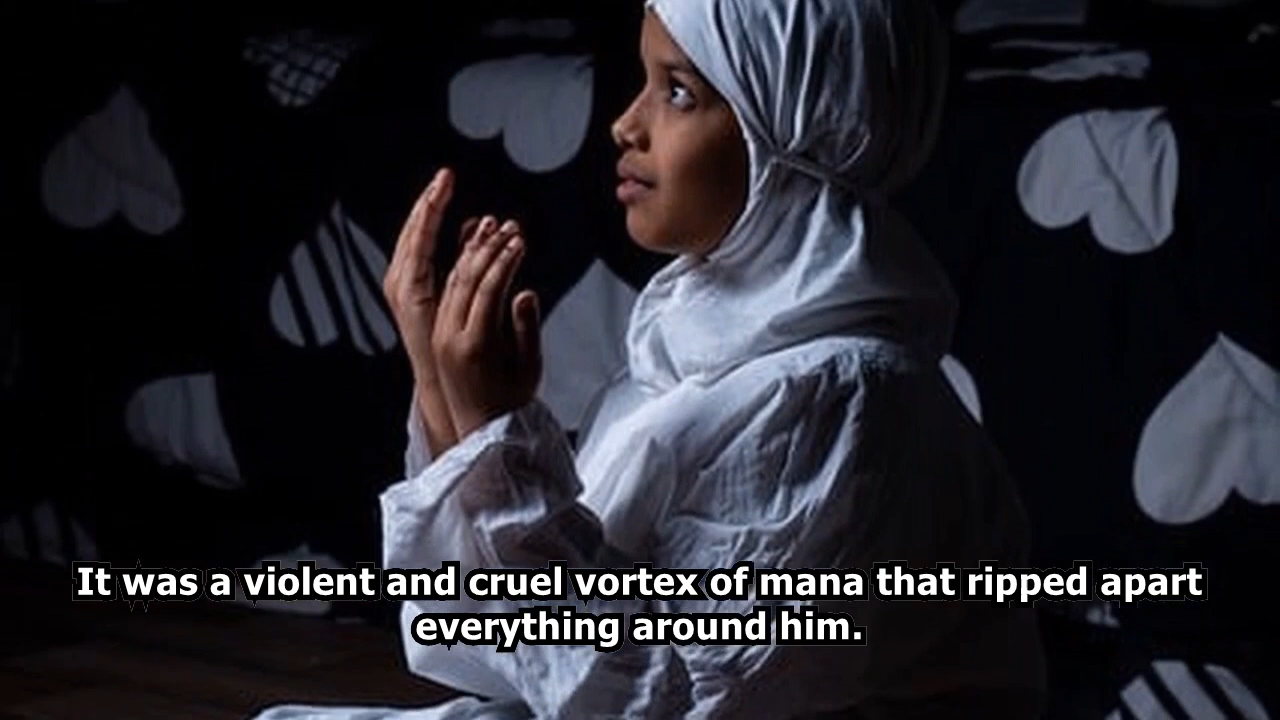 It was a violent and cruel vortex of mana that ripped apart
everything around him.